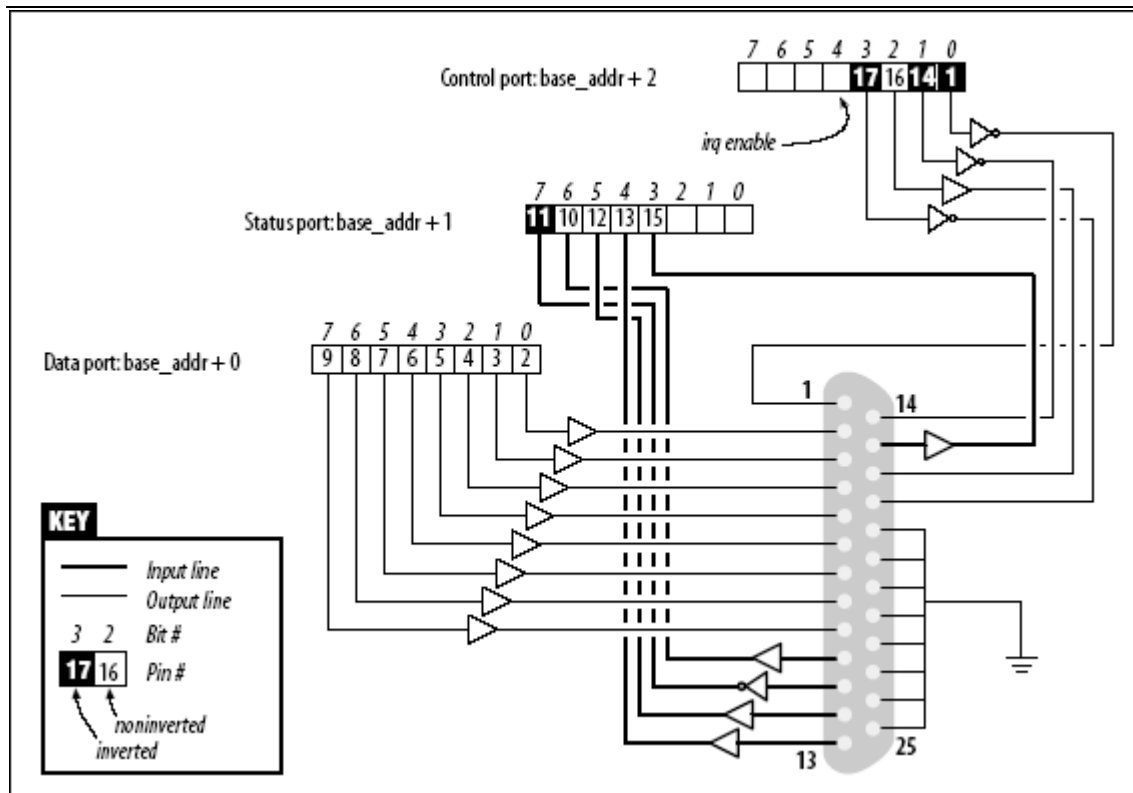 7 6 5 4 3 2 1 0
Control port: base_addr + 2
17 16 14 1
irq enable
7 6 5 4 3 2 1 0
Status port: base_addr + 1
11 10 12 13 15
7 6 5 4 3 2 1 0
Data port: base_addr + 0
9 8 7 6 5 4 3 2
1
14
KEY
Input line
Output line
3 2 Bit #
17 16 Pin #
noninverted
inverted
13
25